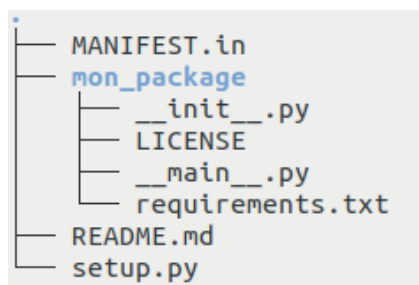 .
MANIFEST.in
mon_package
__init__.py
LICENSE
__main__.py
requirements.txt
README.md
setup.py